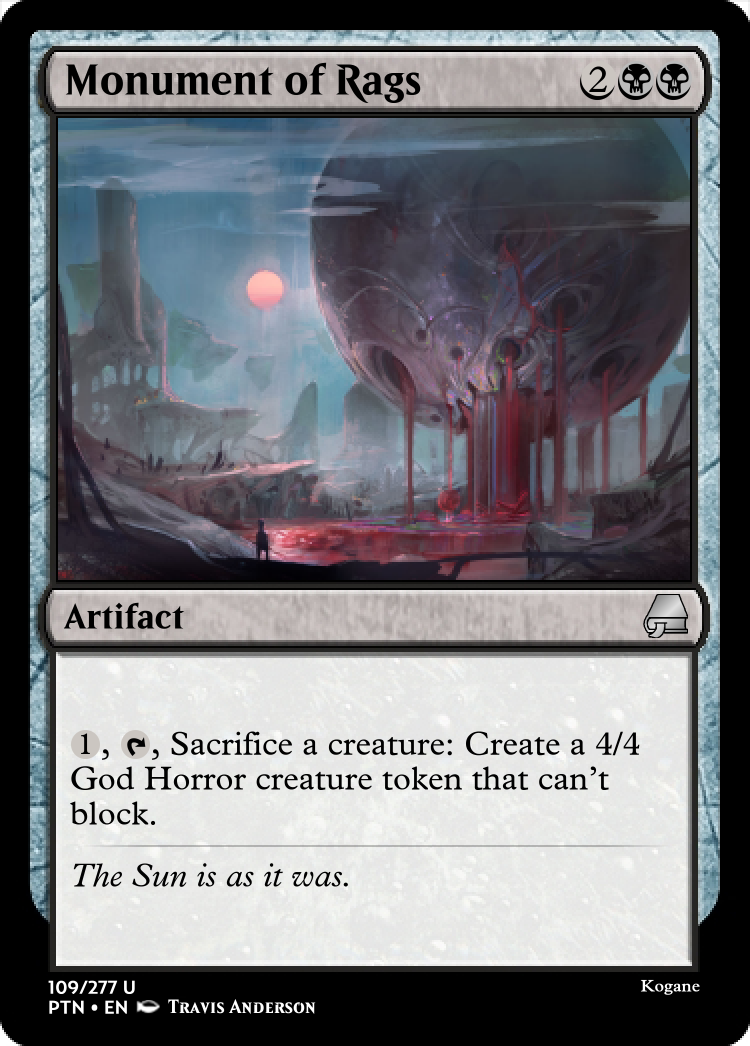 Monument of Rags 2
Artifact
1, , Sacrifice a creature: Create a 4/4
God Horror creature token that can't
block.
The Sun is as it was.
109/277 U
PTN • EN Travis Anderson
Kogane